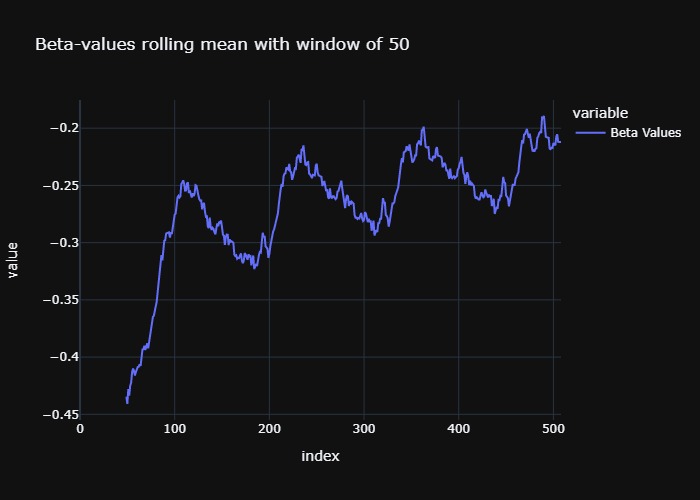 Beta-values rolling mean with window of 50
variable
Beta Values
value
−0.2
−0.25
−0.3
−0.35
−0.4
−0.45
0
100
200
300
400
500
index